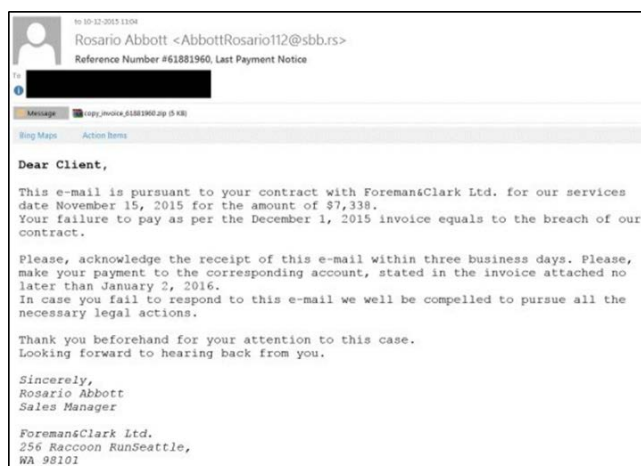 to 10-12-2015 11:04
Rosario Abbott <AbbottRosario112@sbb.rs>
Reference Number #61881960, Last Payment Notice
To
Message copy_invoice_61881960.zip (5 KB)
Bing Maps Action Items
Dear Client,
This e-mail is pursuant to your contract with Foreman&Clark Ltd. for our services
date November 15, 2015 for the amount of $7,338.
Your failure to pay as per the December 1, 2015 invoice equals to the breach of our
contract.
Please, acknowledge the receipt of this e-mail within three business days. Please,
make your payment to the corresponding account, stated in the invoice attached no
later than January 2, 2016.
In case you fail to respond to this e-mail we well be compelled to pursue all the
necessary legal actions.
Thank you beforehand for your attention to this case.
Looking forward to hearing back from you.
Sincerely,
Rosario Abbott
Sales Manager
Foreman&Clark Ltd.
256 Raccoon RunSeattle,
WA 98101